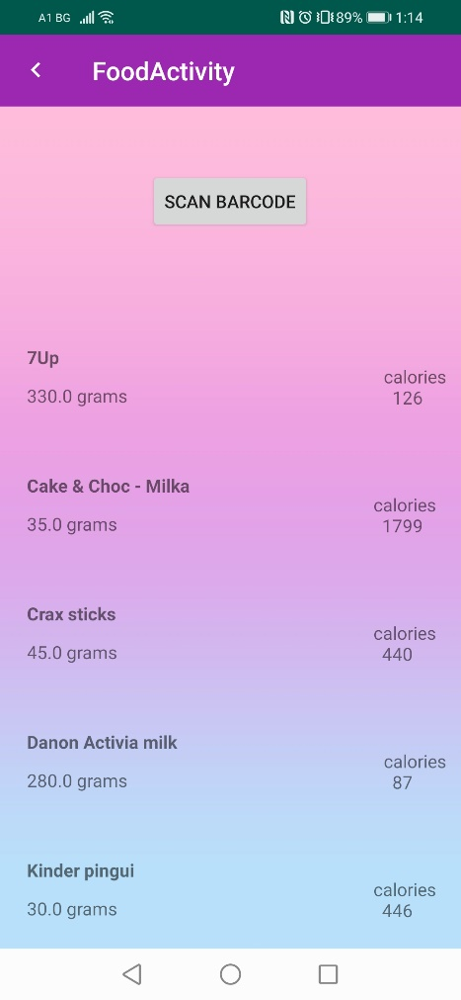 A1 BG 89% 1:14
FoodActivity
SCAN BARCODE
7Up
330.0 grams
calories
126
Cake & Choc - Milka
35.0 grams
calories
1799
Crax sticks
45.0 grams
calories
440
Danon Activia milk
280.0 grams
calories
87
Kinder pingui
30.0 grams
calories
446